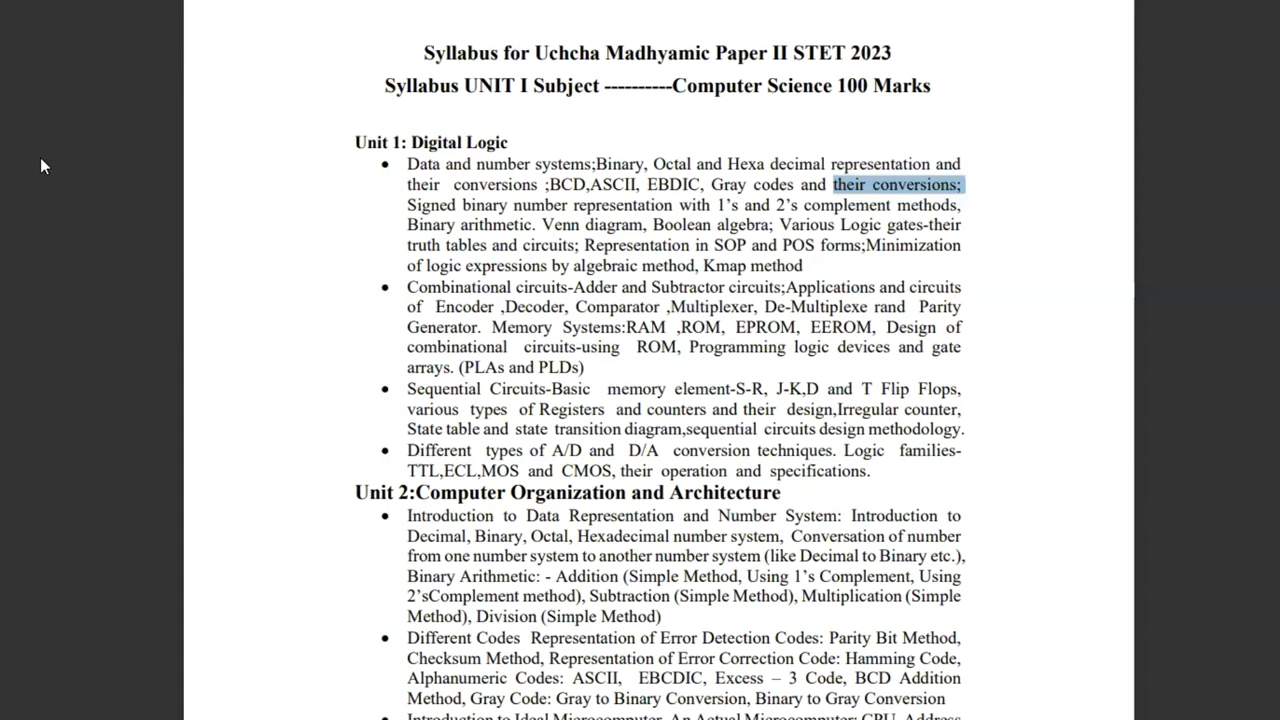 Syllabus for Uchcha Madhyamic Paper II STET 2023
Syllabus UNIT I Subject ----------Computer Science 100 Marks
Unit 1: Digital Logic
• Data and number systems;Binary, Octal and Hexa decimal representation and
their conversions ;BCD,ASCII, EBDIC, Gray codes and their conversions;
Signed binary number representation with 1's and 2's complement methods,
Binary arithmetic. Venn diagram, Boolean algebra; Various Logic gates-their
truth tables and circuits; Representation in SOP and POS forms;Minimization
of logic expressions by algebraic method, Kmap method
• Combinational circuits-Adder and Subtractor circuits;Applications and circuits
of Encoder ,Decoder, Comparator ,Multiplexer, De-Multiplexe rand Parity
Generator. Memory Systems:RAM ,ROM, EPROM, EEROM, Design of
combinational circuits-using ROM, Programming logic devices and gate
arrays. (PLAs and PLDs)
• Sequential Circuits-Basic memory element-S-R, J-K,D and T Flip Flops,
various types of Registers and counters and their design,Irregular counter,
State table and state transition diagram,sequential circuits design methodology.
• Different types of A/D and D/A conversion techniques. Logic families-
TTL,ECL,MOS and CMOS, their operation and specifications.
Unit 2:Computer Organization and Architecture
• Introduction to Data Representation and Number System: Introduction to
Decimal, Binary, Octal, Hexadecimal number system, Conversation of number
from one number system to another number system (like Decimal to Binary etc.),
Binary Arithmetic: - Addition (Simple Method, Using 1's Complement, Using
2'sComplement method), Subtraction (Simple Method), Multiplication (Simple
Method), Division (Simple Method)
• Different Codes Representation of Error Detection Codes: Parity Bit Method,
Checksum Method, Representation of Error Correction Code: Hamming Code,
Alphanumeric Codes: ASCII, EBCDIC, Excess – 3 Code, BCD Addition
Method, Gray Code: Gray to Binary Conversion, Binary to Gray Conversion
• Introduction to Ideal Microcomputer, An Actual Microcomputer: CPU, Address